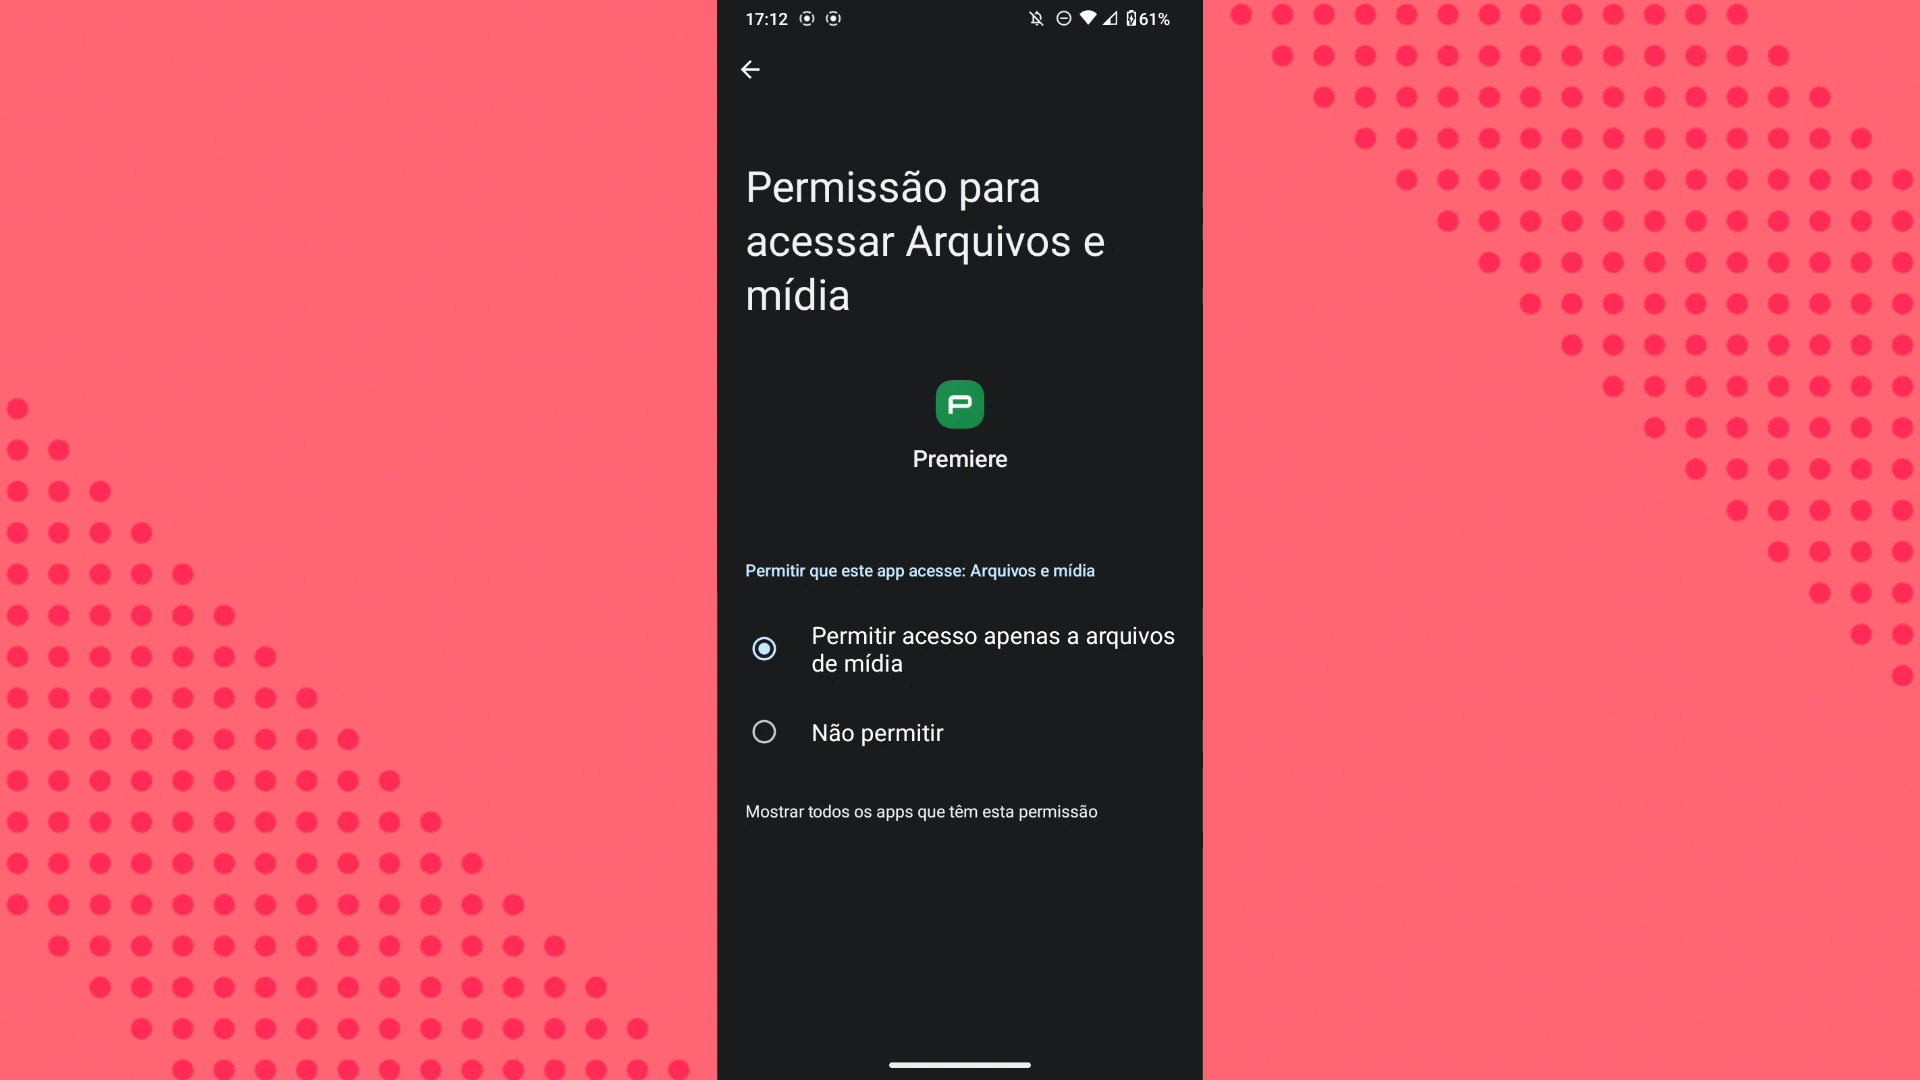 17:12
61%
Permissão para
acessar Arquivos e
mídia
Premiere
Permitir que este app acesse: Arquivos e mídia
Permitir acesso apenas a arquivos
de mídia
Não permitir
Mostrar todos os apps que têm esta permissão